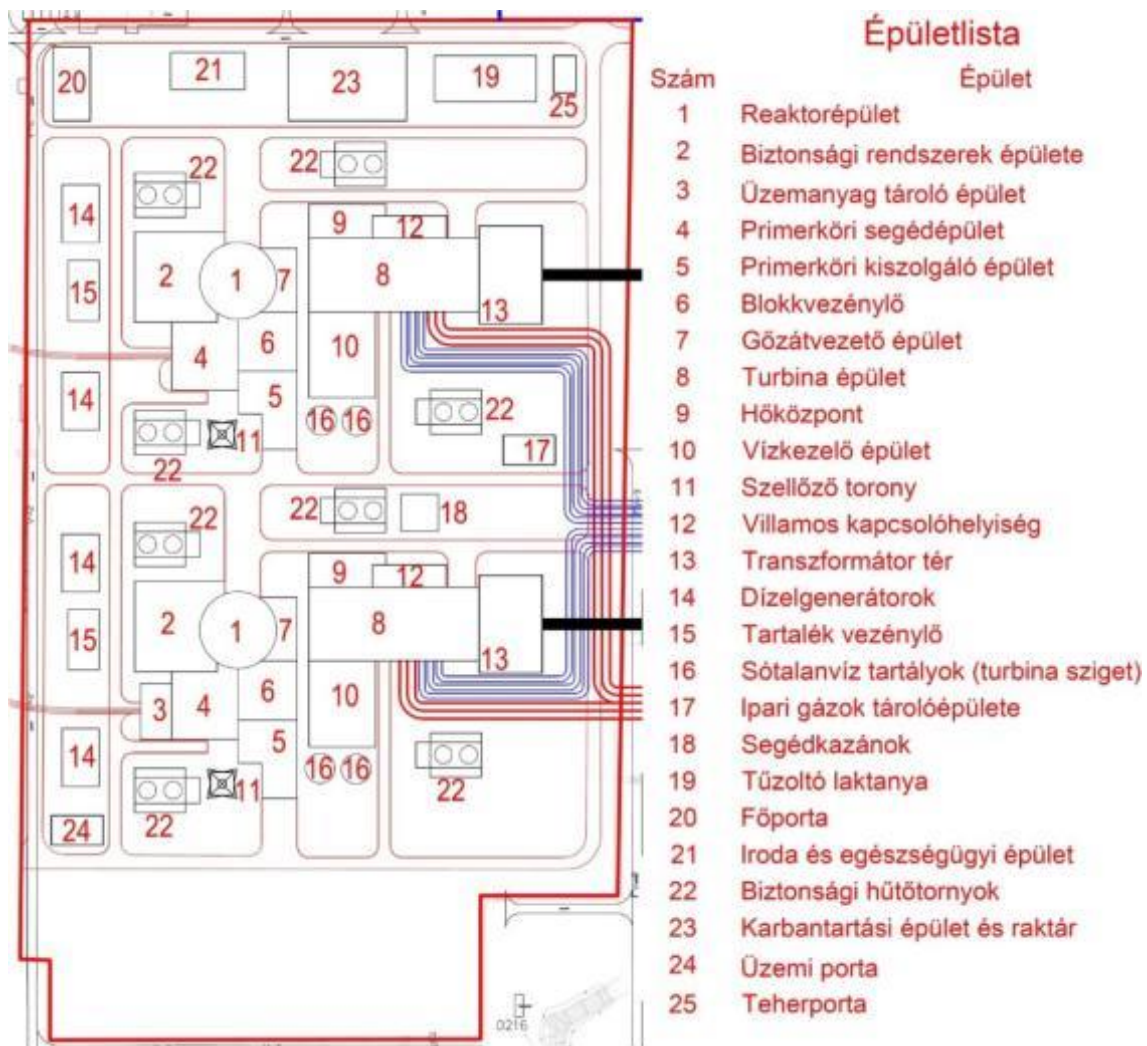 Épületlista
Szám Épület
1 Reaktorépület
2 Biztonsági rendszerek épülete
3 Üzemanyag tároló épület
4 Primerköri segédépület
5 Primerköri kiszolgáló épület
6 Blokkvezénylő
7 Gőzátvezető épület
8 Turbina épület
9 Hőközpont
10 Vízkezelő épület
11 Szellőző torony
12 Villamos kapcsolóhelyiség
13 Transzformátor tér
14 Dízelgenerátorok
15 Tartalék vezénylő
16 Sótalanvíz tartályok (turbina sziget)
17 Ipari gázok tárolóépülete
18 Segédkazánok
19 Tűzoltó laktanya
20 Főporta
21 Iroda és egészségügyi épület
22 Biztonsági hűtőtornyok
23 Karbantartási épület és raktár
24 Üzemi porta
25 Teherporta
20 21 23 19 25
22 22
14 9 12
2 1 7 8
15 13
4 6 10
14 5 22
11 16 16
22 17
22 22 18
14 9 12
2 1 7 8
15 13
3 4 6 10
14 5
11 16 16 22
24 22
0216